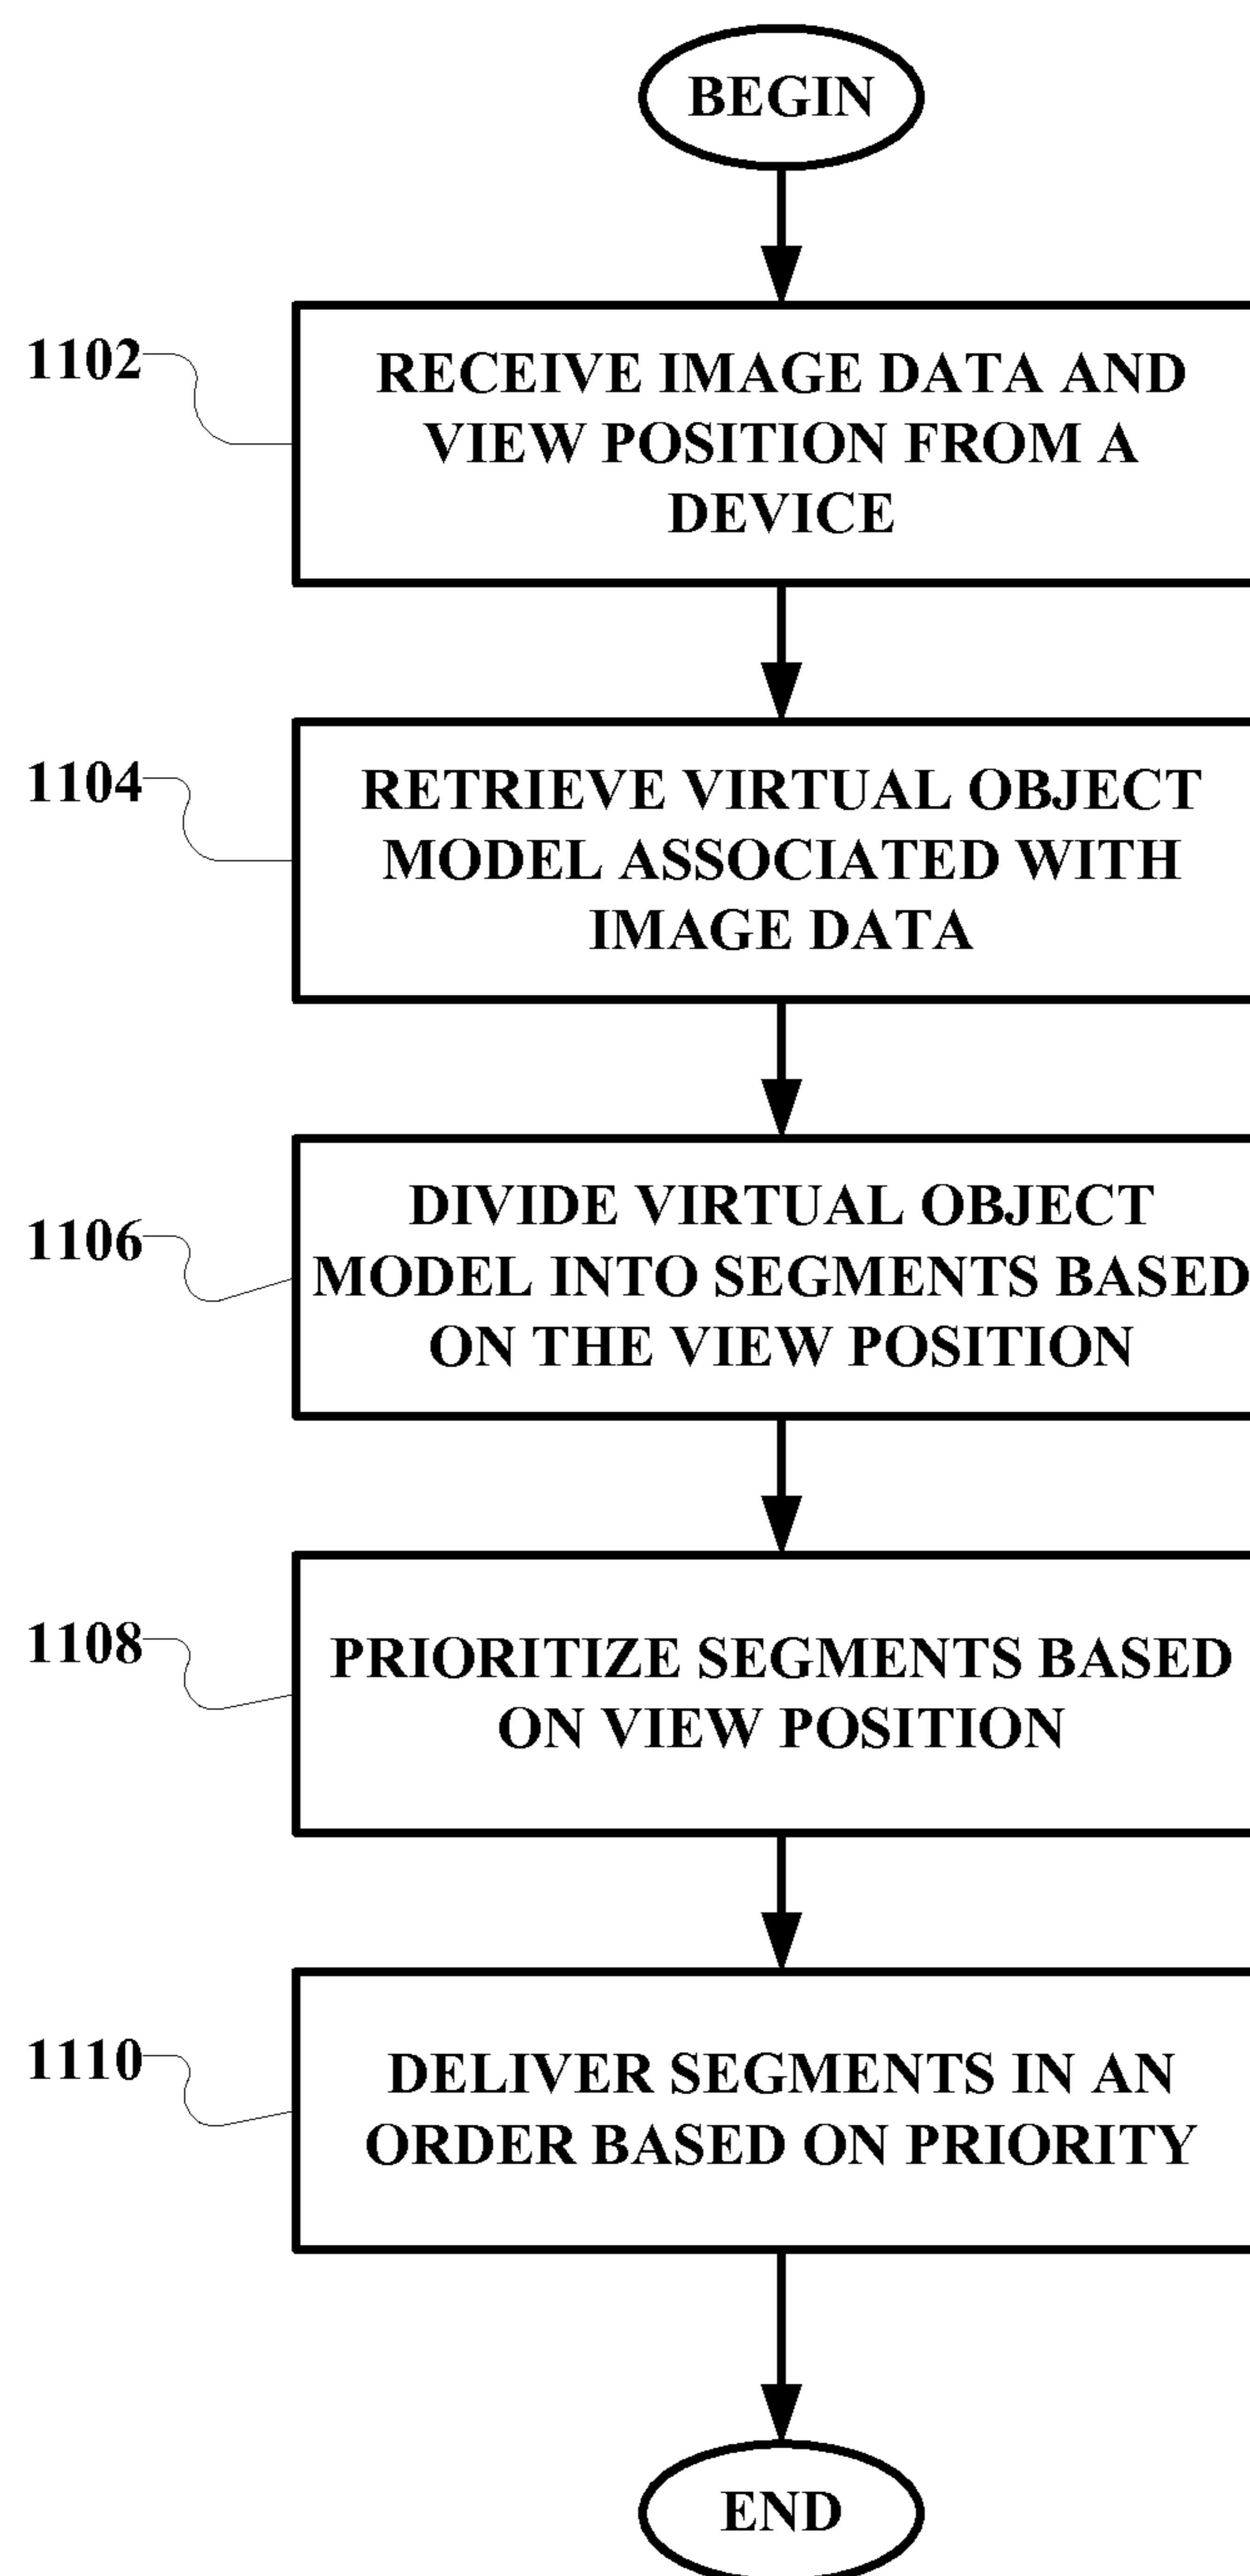 BEGIN
1102
RECEIVE IMAGE DATA AND
VIEW POSITION FROM A
DEVICE
1104
RETRIEVE VIRTUAL OBJECT
MODEL ASSOCIATED WITH
IMAGE DATA
1106
DIVIDE VIRTUAL OBJECT
MODEL INTO SEGMENTS BASED
ON THE VIEW POSITION
1108
PRIORITIZE SEGMENTS BASED
ON VIEW POSITION
1110
DELIVER SEGMENTS IN AN
ORDER BASED ON PRIORITY
END